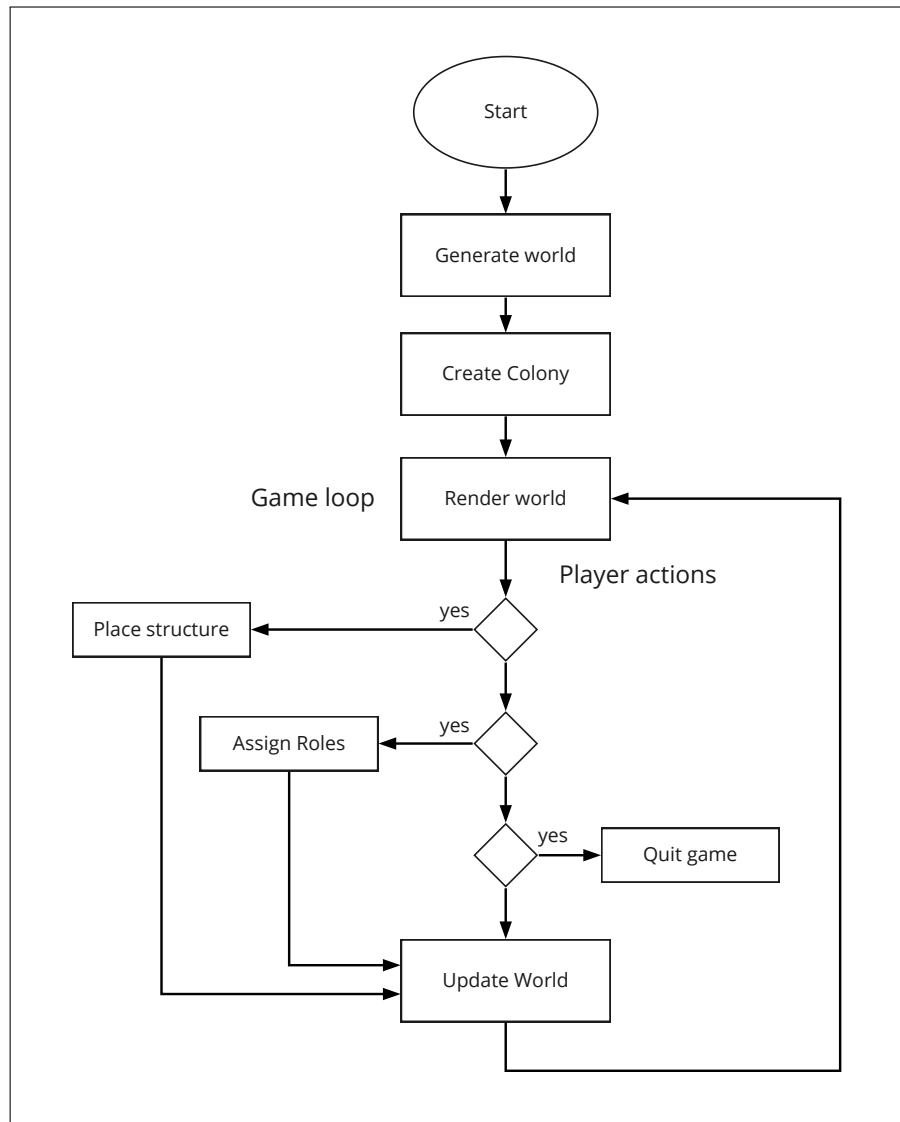 Start
Generate world
Create Colony
Game loop
Render world
Player actions
yes
Place structure
yes
Assign Roles
yes
Quit game
Update World